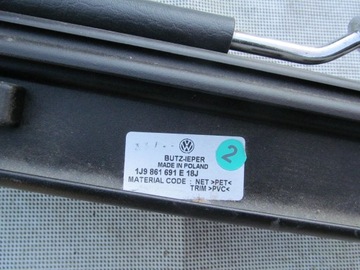 BUTZ-IEPER
MADE IN POLAND
1J9 861 691 E 18J
MATERIAL CODE : NET >PET<
TRIM >PVC<
2